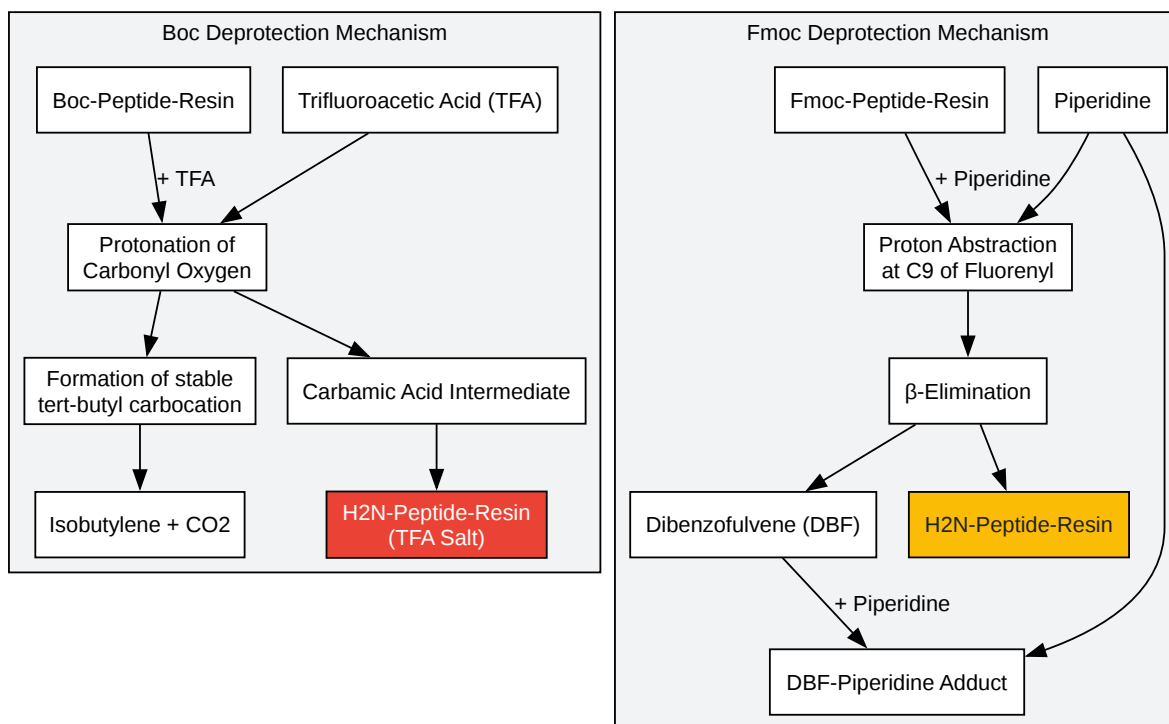 Boc Deprotection Mechanism
Boc-Peptide-Resin
Trifluoroacetic Acid (TFA)
+ TFA
Protonation of
Carbonyl Oxygen
Formation of stable
tert-butyl carbocation
Carbamic Acid Intermediate
Isobutylene + CO2
H2N-Peptide-Resin
(TFA Salt)
Fmoc Deprotection Mechanism
Fmoc-Peptide-Resin
Piperidine
+ Piperidine
Proton Abstraction
at C9 of Fluorenyl
β-Elimination
Dibenzofulvene (DBF)
H2N-Peptide-Resin
+ Piperidine
DBF-Piperidine Adduct